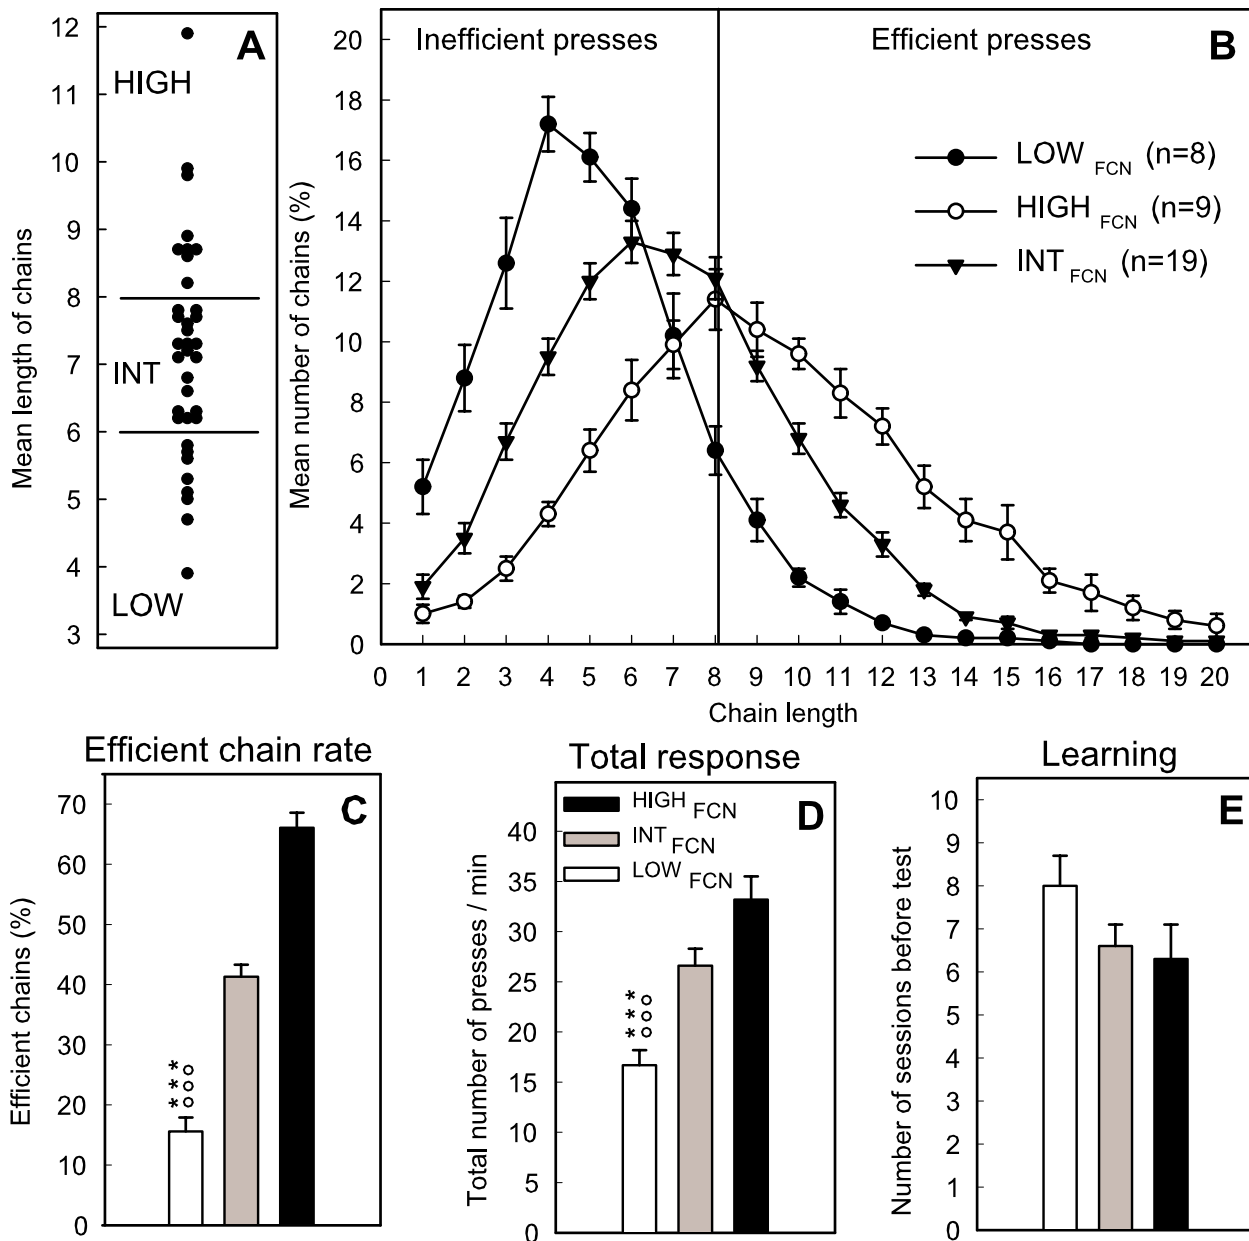 A
Mean length of chains
12
11
10
9
8
7
6
5
4
3
HIGH
INT
LOW
B
Inefficient presses
Efficient presses
Mean number of chains (%)
20
18
16
14
12
10
8
6
4
2
0
LOW FCN (n=8)
HIGH FCN (n=9)
INT FCN (n=19)
0 1 2 3 4 5 6 7 8 9 10 11 12 13 14 15 16 17 18 19 20
Chain length
Efficient chain rate
C
Efficient chains (%)
70
60
50
40
30
20
10
0
***
ooo
Total response
D
HIGH FCN
INT FCN
LOW FCN
Total number of presses / min
40
35
30
25
20
15
10
5
0
***
ooo
Learning
E
Number of sessions before test
10
9
8
7
6
5
4
3
2
1
0